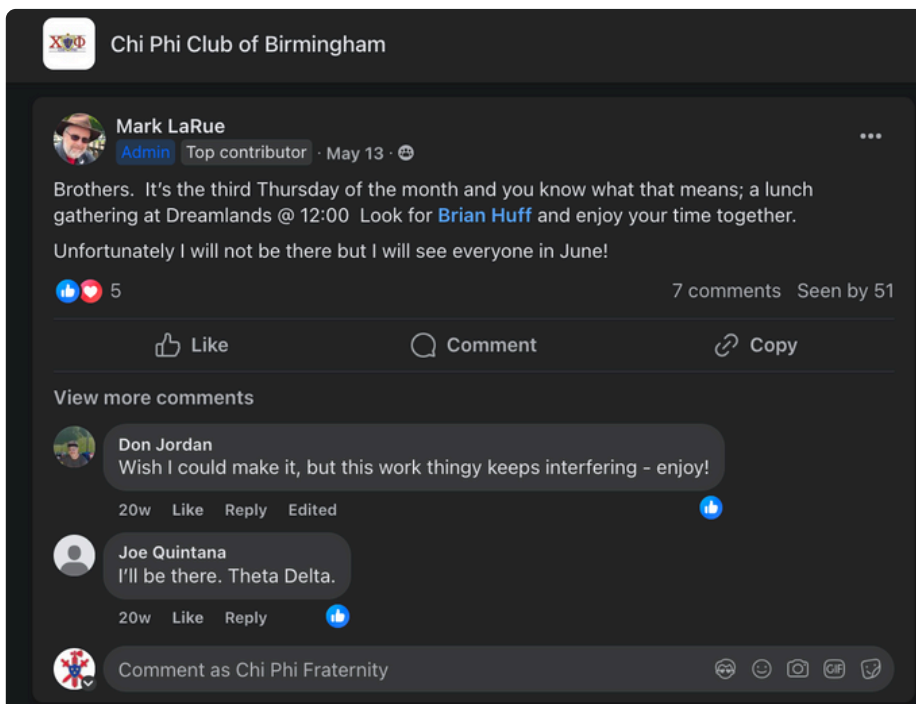 ΧΦ
Chi Phi Club of Birmingham
Mark LaRue
Admin Top contributor · May 13 ·
Brothers.  It's the third Thursday of the month and you know what that means; a lunch
gathering at Dreamlands @ 12:00  Look for Brian Huff and enjoy your time together.
Unfortunately I will not be there but I will see everyone in June!
5 7 comments Seen by 51
Like Comment Copy
View more comments
Don Jordan
Wish I could make it, but this work thingy keeps interfering - enjoy!
20w Like Reply Edited
Joe Quintana
I'll be there. Theta Delta.
20w Like Reply
Comment as Chi Phi Fraternity GIF